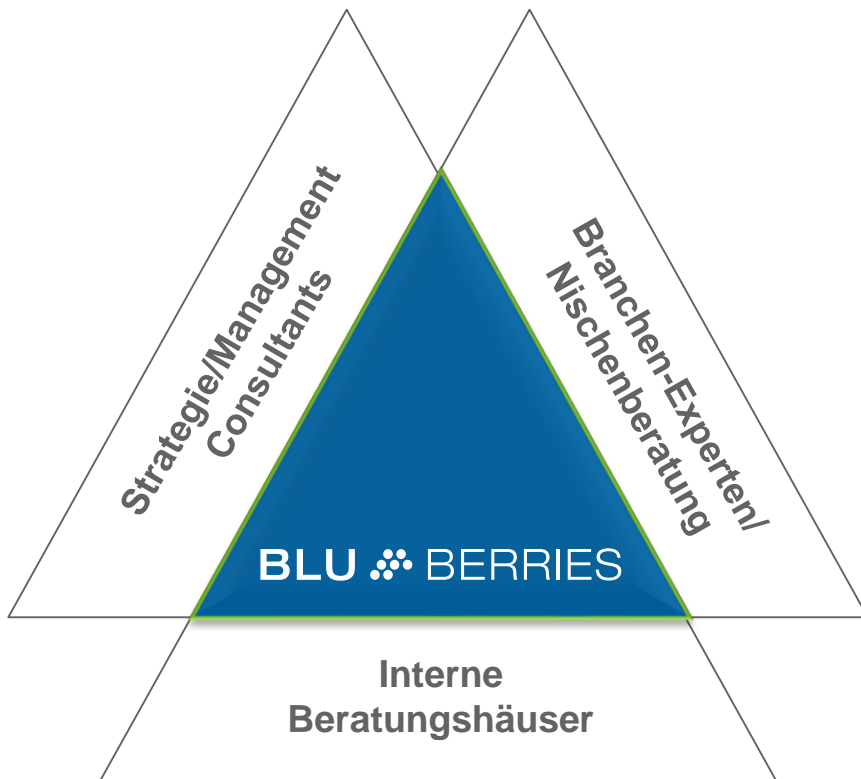 Strategie/Management
Consultants
Branchen-Experten/
Nischenberatung
BLU BERRIES
Interne
Beratungshäuser